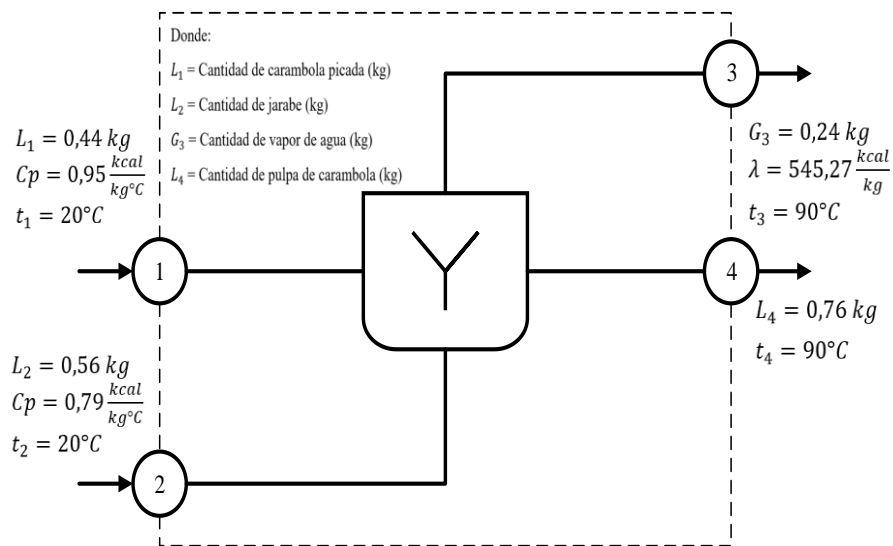 Donde:
L₁ = Cantidad de carambola picada (kg)
L₂ = Cantidad de jarabe (kg)
G₃ = Cantidad de vapor de agua (kg)
L₄ = Cantidad de pulpa de carambola (kg)
L₁ = 0,44 kg
Cp = 0,95 kcal/kg°C
t₁ = 20°C
1
L₂ = 0,56 kg
Cp = 0,79 kcal/kg°C
t₂ = 20°C
2
3
G₃ = 0,24 kg
λ = 545,27 kcal/kg
t₃ = 90°C
4
L₄ = 0,76 kg
t₄ = 90°C